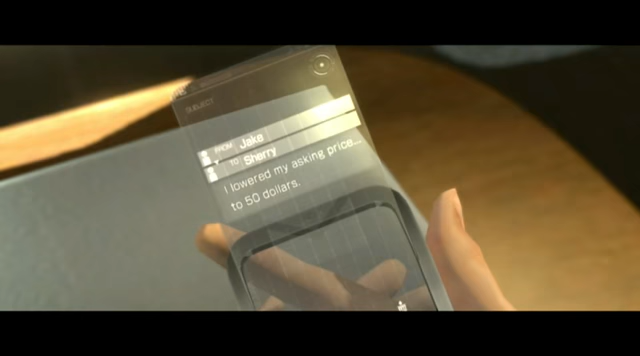 SUBJECT
FROM Jake
TO Sherry
I lowered my asking price...
to 50 dollars.